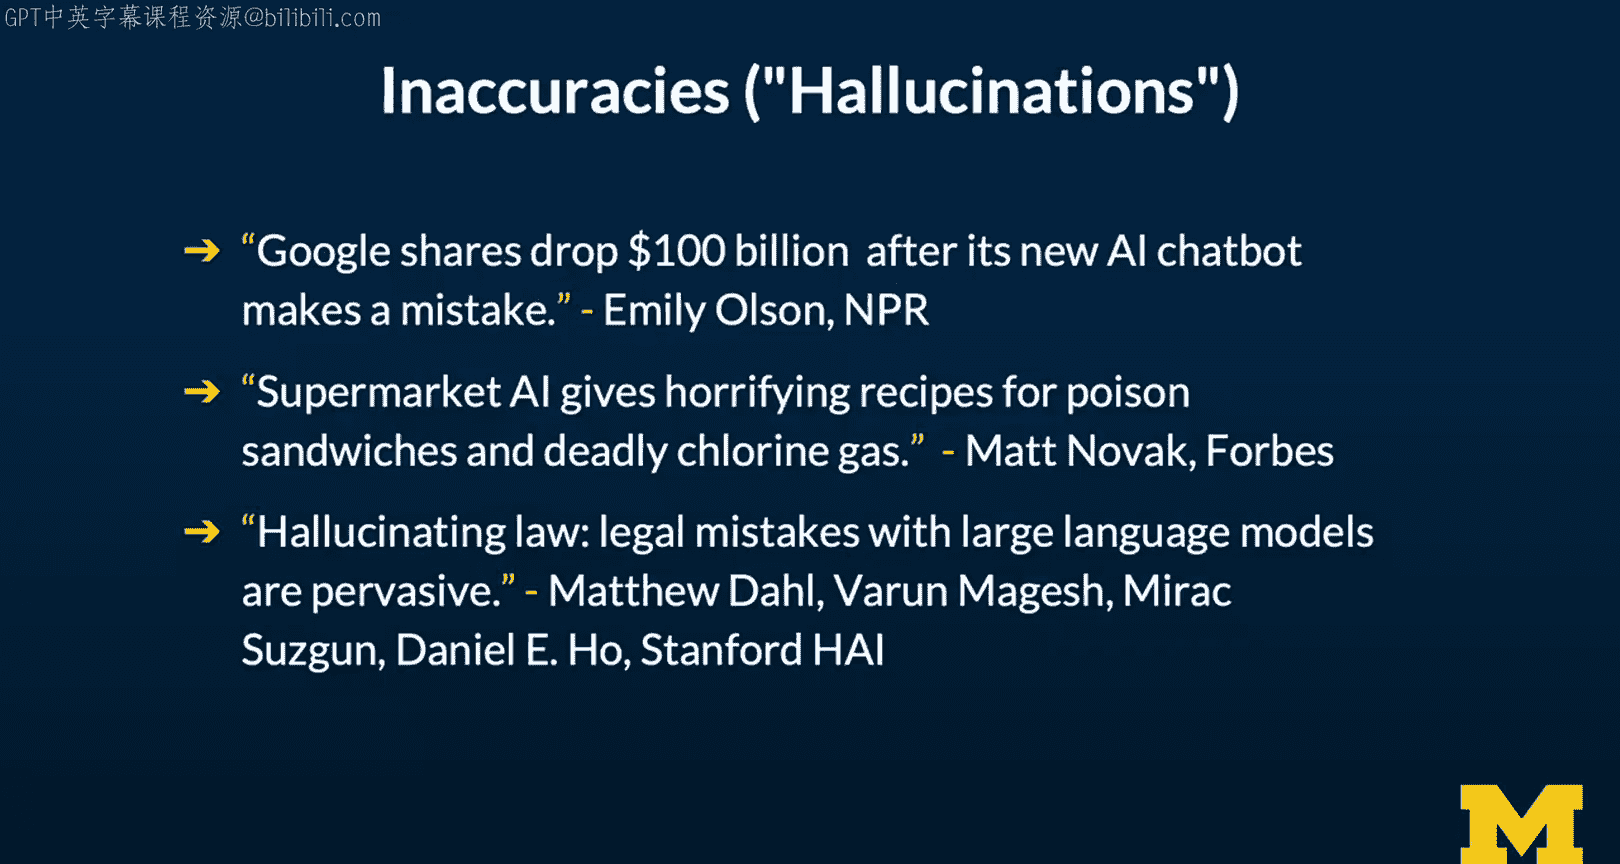 GPT中英字幕课程资源@bilibili.com
Inaccuracies ("Hallucinations")
➔ “Google shares drop $100 billion  after its new AI chatbot
makes a mistake.” - Emily Olson, NPR
➔ “Supermarket AI gives horrifying recipes for poison
sandwiches and deadly chlorine gas.”  - Matt Novak, Forbes
➔ “Hallucinating law: legal mistakes with large language models
are pervasive.” - Matthew Dahl, Varun Magesh, Mirac
Suzgun, Daniel E. Ho, Stanford HAI
M